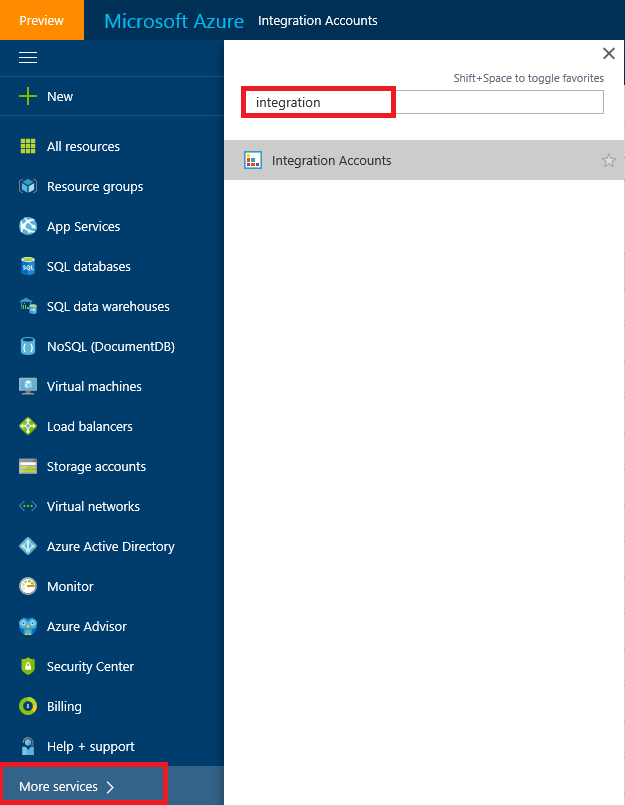 Preview
Microsoft Azure Integration Accounts
Shift+Space to toggle favorites
integration
Integration Accounts
New
All resources
Resource groups
App Services
SQL databases
SQL data warehouses
NoSQL (DocumentDB)
Virtual machines
Load balancers
Storage accounts
Virtual networks
Azure Active Directory
Monitor
Azure Advisor
Security Center
Billing
Help + support
More services